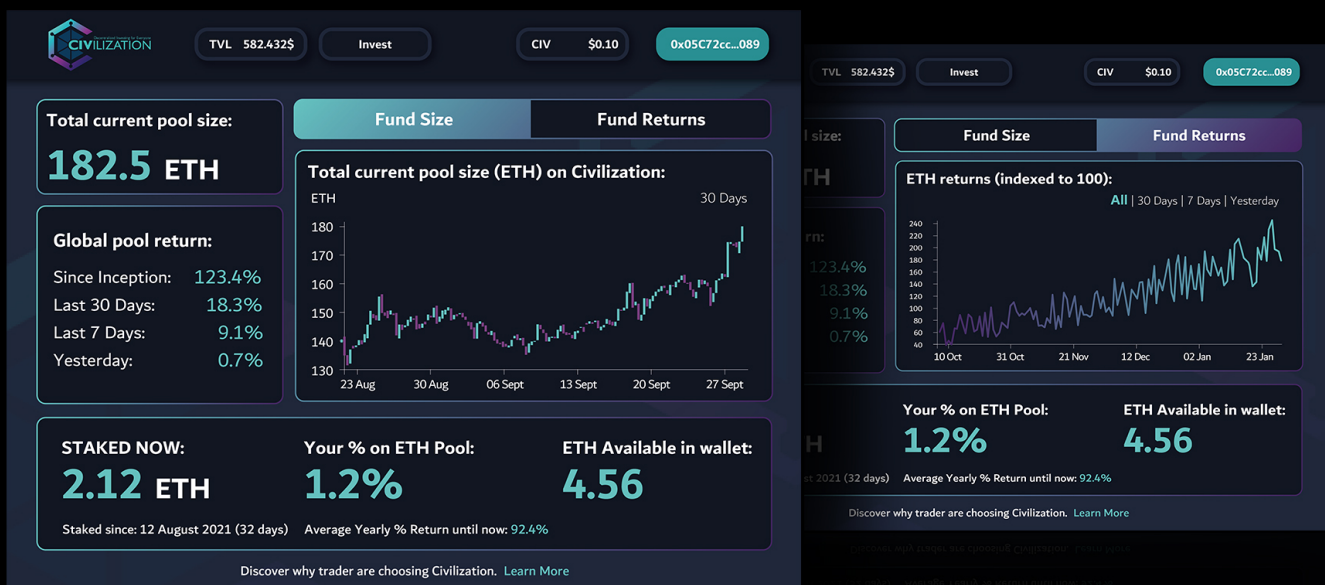 CIVILIZATION
TVL 582.432$
Invest
CIV $0.10
0x05C72cc...089
Total current pool size:
182.5 ETH
Global pool return:
Since Inception: 123.4%
Last 30 Days: 18.3%
Last 7 Days: 9.1%
Yesterday: 0.7%
Fund Size
Fund Returns
Total current pool size (ETH) on Civilization:
ETH
30 Days
180
170
160
150
140
130
23 Aug 30 Aug 06 Sept 13 Sept 20 Sept 27 Sept
STAKED NOW:
2.12 ETH
Staked since: 12 August 2021 (32 days)
Your % on ETH Pool:
1.2%
Average Yearly % Return until now: 92.4%
ETH Available in wallet:
4.56
Discover why trader are choosing Civilization. Learn More
TVL 582.432$
Invest
CIV $0.10
0x05C72cc...089
l size:
TH
rn:
123.4%
18.3%
9.1%
0.7%
Fund Size
Fund Returns
ETH returns (indexed to 100):
All | 30 Days | 7 Days | Yesterday
240
220
200
180
160
140
120
100
80
60
40
10 Oct 31 Oct 21 Nov 12 Dec 02 Jan 23 Jan
H
st 2021 (32 days)
Your % on ETH Pool:
1.2%
Average Yearly % Return until now: 92.4%
ETH Available in wallet:
4.56
Discover why trader are choosing Civilization. Learn More